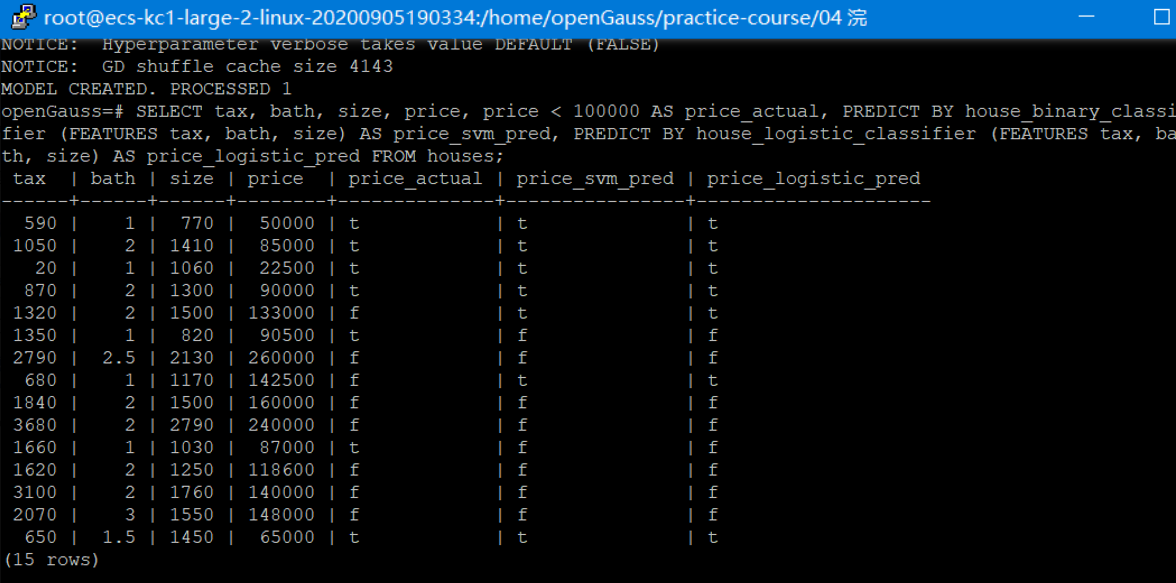 root@ecs-kc1-large-2-linux-20200905190334:/home/openGauss/practice-course/04 浣
NOTICE:  Hyperparameter verbose takes value DEFAULT (FALSE)
NOTICE:  GD shuffle cache size 4143
MODEL CREATED. PROCESSED 1
openGauss=# SELECT tax, bath, size, price, price < 100000 AS price_actual, PREDICT BY house_binary_classi
fier (FEATURES tax, bath, size) AS price_svm_pred, PREDICT BY house_logistic_classifier (FEATURES tax, ba
th, size) AS price_logistic_pred FROM houses;
 tax  | bath | size | price  | price_actual | price_svm_pred | price_logistic_pred
------+------+------+--------+--------------+----------------+---------------------
  590 |    1 |  770 |  50000 | t            | t              | t
 1050 |    2 | 1410 |  85000 | t            | t              | t
   20 |    1 | 1060 |  22500 | t            | t              | t
  870 |    2 | 1300 |  90000 | t            | t              | t
 1320 |    2 | 1500 | 133000 | f            | t              | t
 1350 |    1 |  820 |  90500 | t            | f              | f
 2790 |  2.5 | 2130 | 260000 | f            | f              | f
  680 |    1 | 1170 | 142500 | f            | t              | t
 1840 |    2 | 1500 | 160000 | f            | f              | f
 3680 |    2 | 2790 | 240000 | f            | f              | f
 1660 |    1 | 1030 |  87000 | t            | f              | f
 1620 |    2 | 1250 | 118600 | f            | f              | f
 3100 |    2 | 1760 | 140000 | f            | f              | f
 2070 |    3 | 1550 | 148000 | f            | f              | f
  650 |  1.5 | 1450 |  65000 | t            | t              | t
(15 rows)